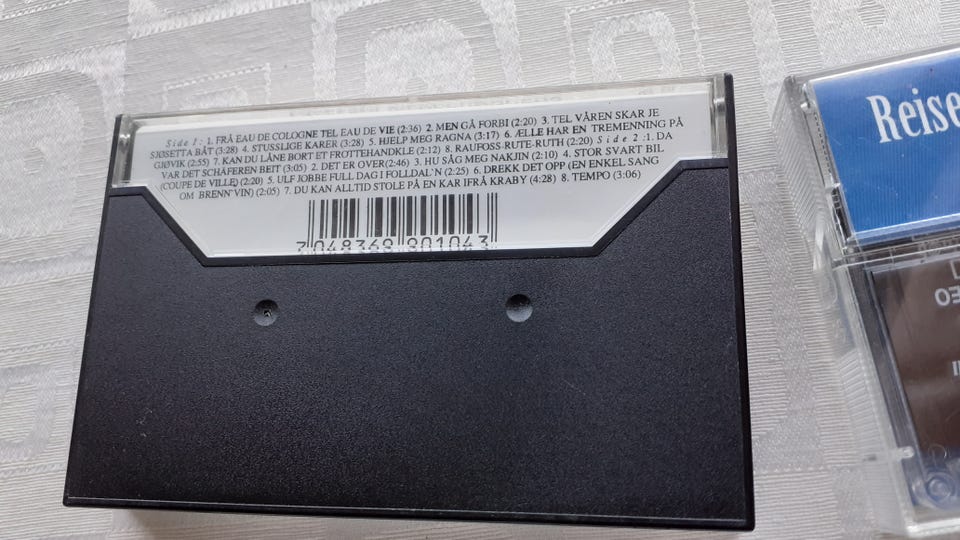 Side 1: 1. FRÅ EAU DE COLOGNE TEL EAU DE VIE (2:36) 2. MEN GÅ FORBI (2:20) 3. TEL VÅREN SKAR JE
SJØSETTA BÅT (3:28) 4. STUSSLIGE KARER (3:28) 5. HJELP MEG RAGNA (3:17) 6. ÆLLE HAR EN TREMENNING PÅ
GJØVIK (2:55) 7. KAN DU LÅNE BORT ET FROTTEHANDKLE (2:12) 8. RAUFOSS-RUTE-RUTH (2:20) Side 2: 1. DA
VAR DET SCHÄFEREN BEIT (3:05) 2. DET ER OVER(2:46) 3. HU SÅG MEG NAKJIN (2:10) 4. STOR SVART BIL
(COUPE DE VILLE) (2:20) 5. ULF JOBBE FULL DAG I FOLLDAL'N (2:25) 6. DREKK DET OPP (EN ENKEL SANG
OM BRENN'VIN) (2:05) 7. DU KAN ALLTID STOLE PÅ EN KAR IFRÅ KRABY (4:28) 8. TEMPO (3:06)
7 048369 901043
Reise